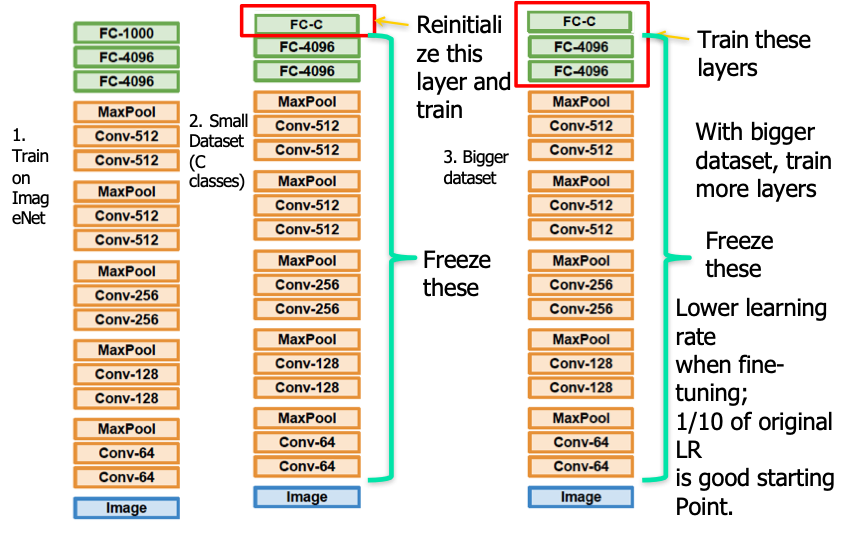 1.
Train
on
Imag
eNet
FC-1000
FC-4096
FC-4096
MaxPool
Conv-512
Conv-512
MaxPool
Conv-512
Conv-512
MaxPool
Conv-256
Conv-256
MaxPool
Conv-128
Conv-128
MaxPool
Conv-64
Conv-64
Image
2. Small
Dataset
(C
classes)
FC-C
FC-4096
FC-4096
MaxPool
Conv-512
Conv-512
MaxPool
Conv-512
Conv-512
MaxPool
Conv-256
Conv-256
MaxPool
Conv-128
Conv-128
MaxPool
Conv-64
Conv-64
Image
Reinitiali
ze this
layer and
train
Freeze
these
3. Bigger
dataset
FC-C
FC-4096
FC-4096
MaxPool
Conv-512
Conv-512
MaxPool
Conv-512
Conv-512
MaxPool
Conv-256
Conv-256
MaxPool
Conv-128
Conv-128
MaxPool
Conv-64
Conv-64
Image
Train these
layers
With bigger
dataset, train
more layers
Freeze
these
Lower learning
rate
when fine-
tuning;
1/10 of original
LR
is good starting
Point.